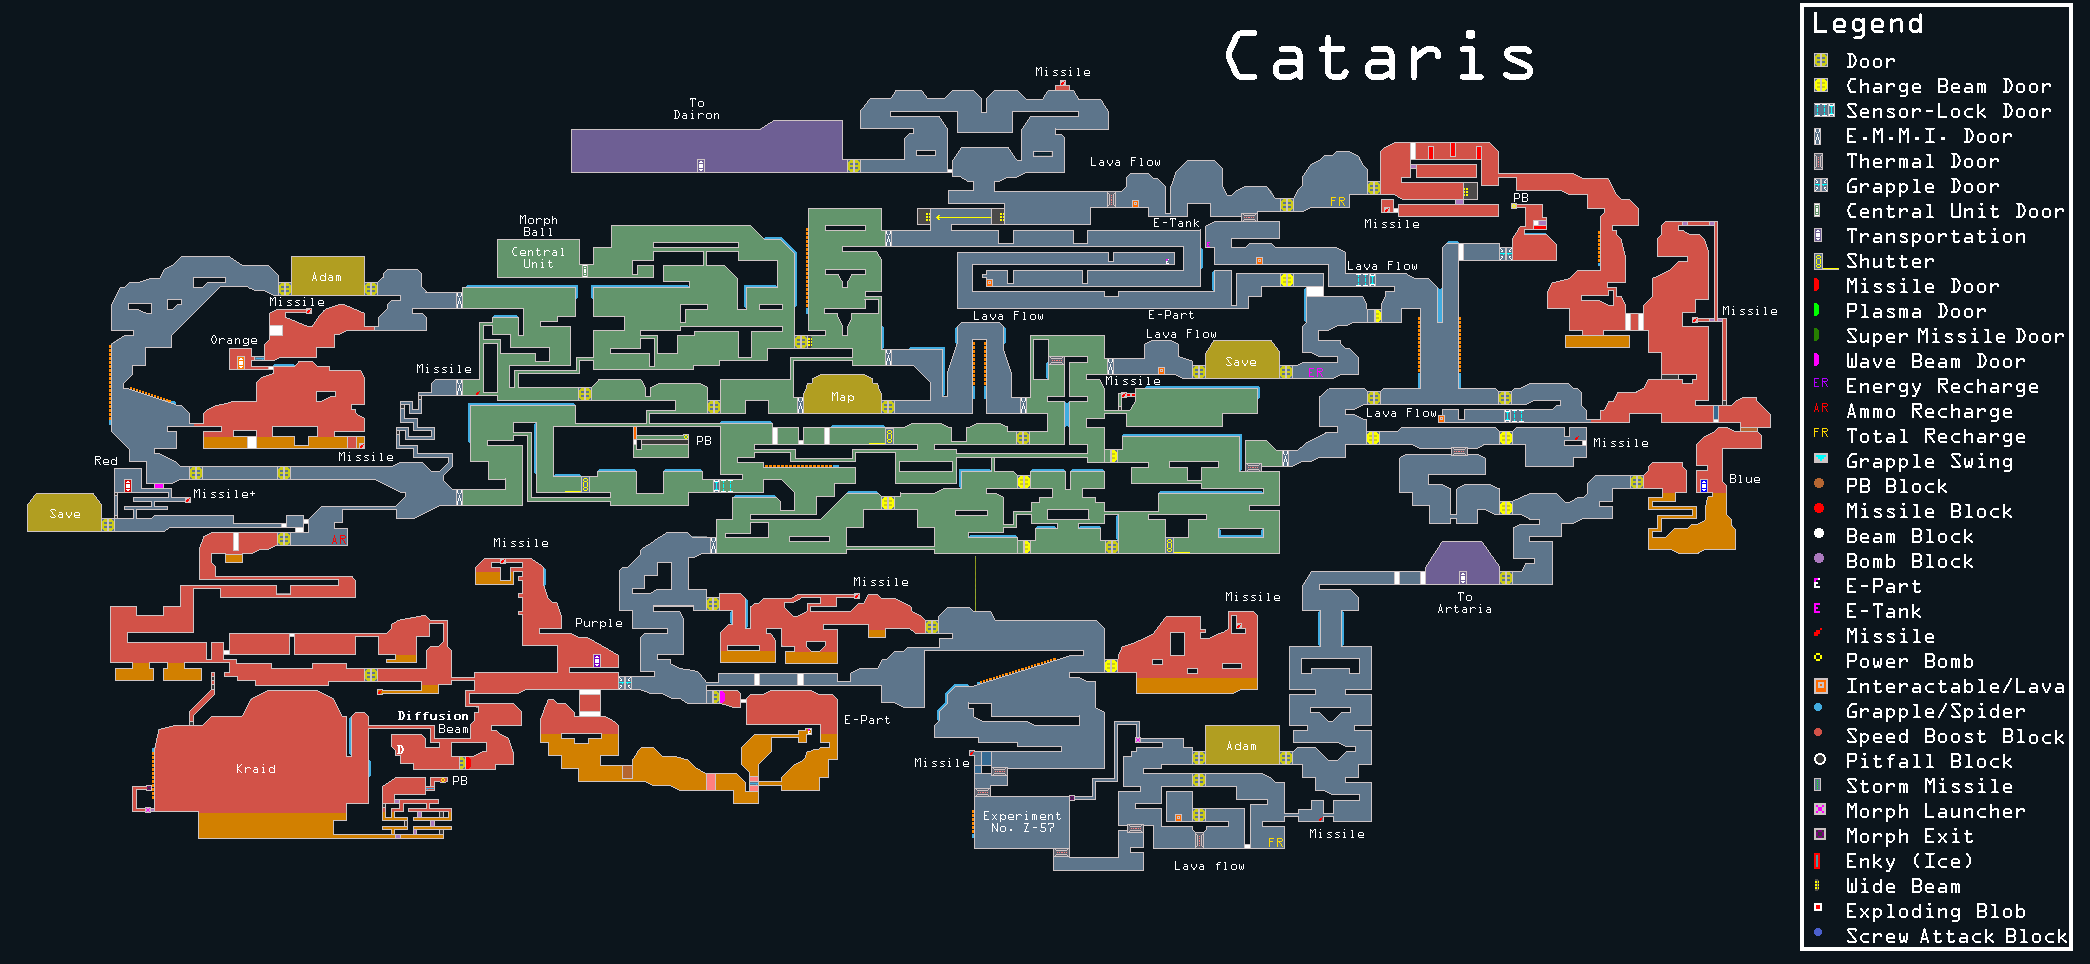 Cataris
Missile
To
Dairon
Lava Flow
FR
PB
Missile
E-Tank
Morph
Ball
Central
Unit
Adam
Missile
Lava Flow
E-Part
Lava Flow
Missile
Orange
Lava Flow
Save
ER
Missile
Missile
Map
Lava Flow
PB
Missile
Red
Missile
Missile+
Save
Blue
AR
Missile
Missile
Missile
To
Artaria
Purple
Diffusion
Beam
D
E-Part
PB
Kraid
Missile
Adam
Experiment
No. Z-57
Missile
FR
Lava flow
Legend
Door
Charge Beam Door
Sensor-Lock Door
E.M.M.I. Door
Thermal Door
Grapple Door
Central Unit Door
Transportation
Shutter
Missile Door
Plasma Door
Super Missile Door
Wave Beam Door
ER Energy Recharge
AR Ammo Recharge
FR Total Recharge
Grapple Swing
PB Block
Missile Block
Beam Block
Bomb Block
E E-Part
E E-Tank
Missile
Power Bomb
Interactable/Lava
Grapple/Spider
Speed Boost Block
Pitfall Block
Storm Missile
Morph Launcher
Morph Exit
Enky (Ice)
Wide Beam
Exploding Blob
Screw Attack Block